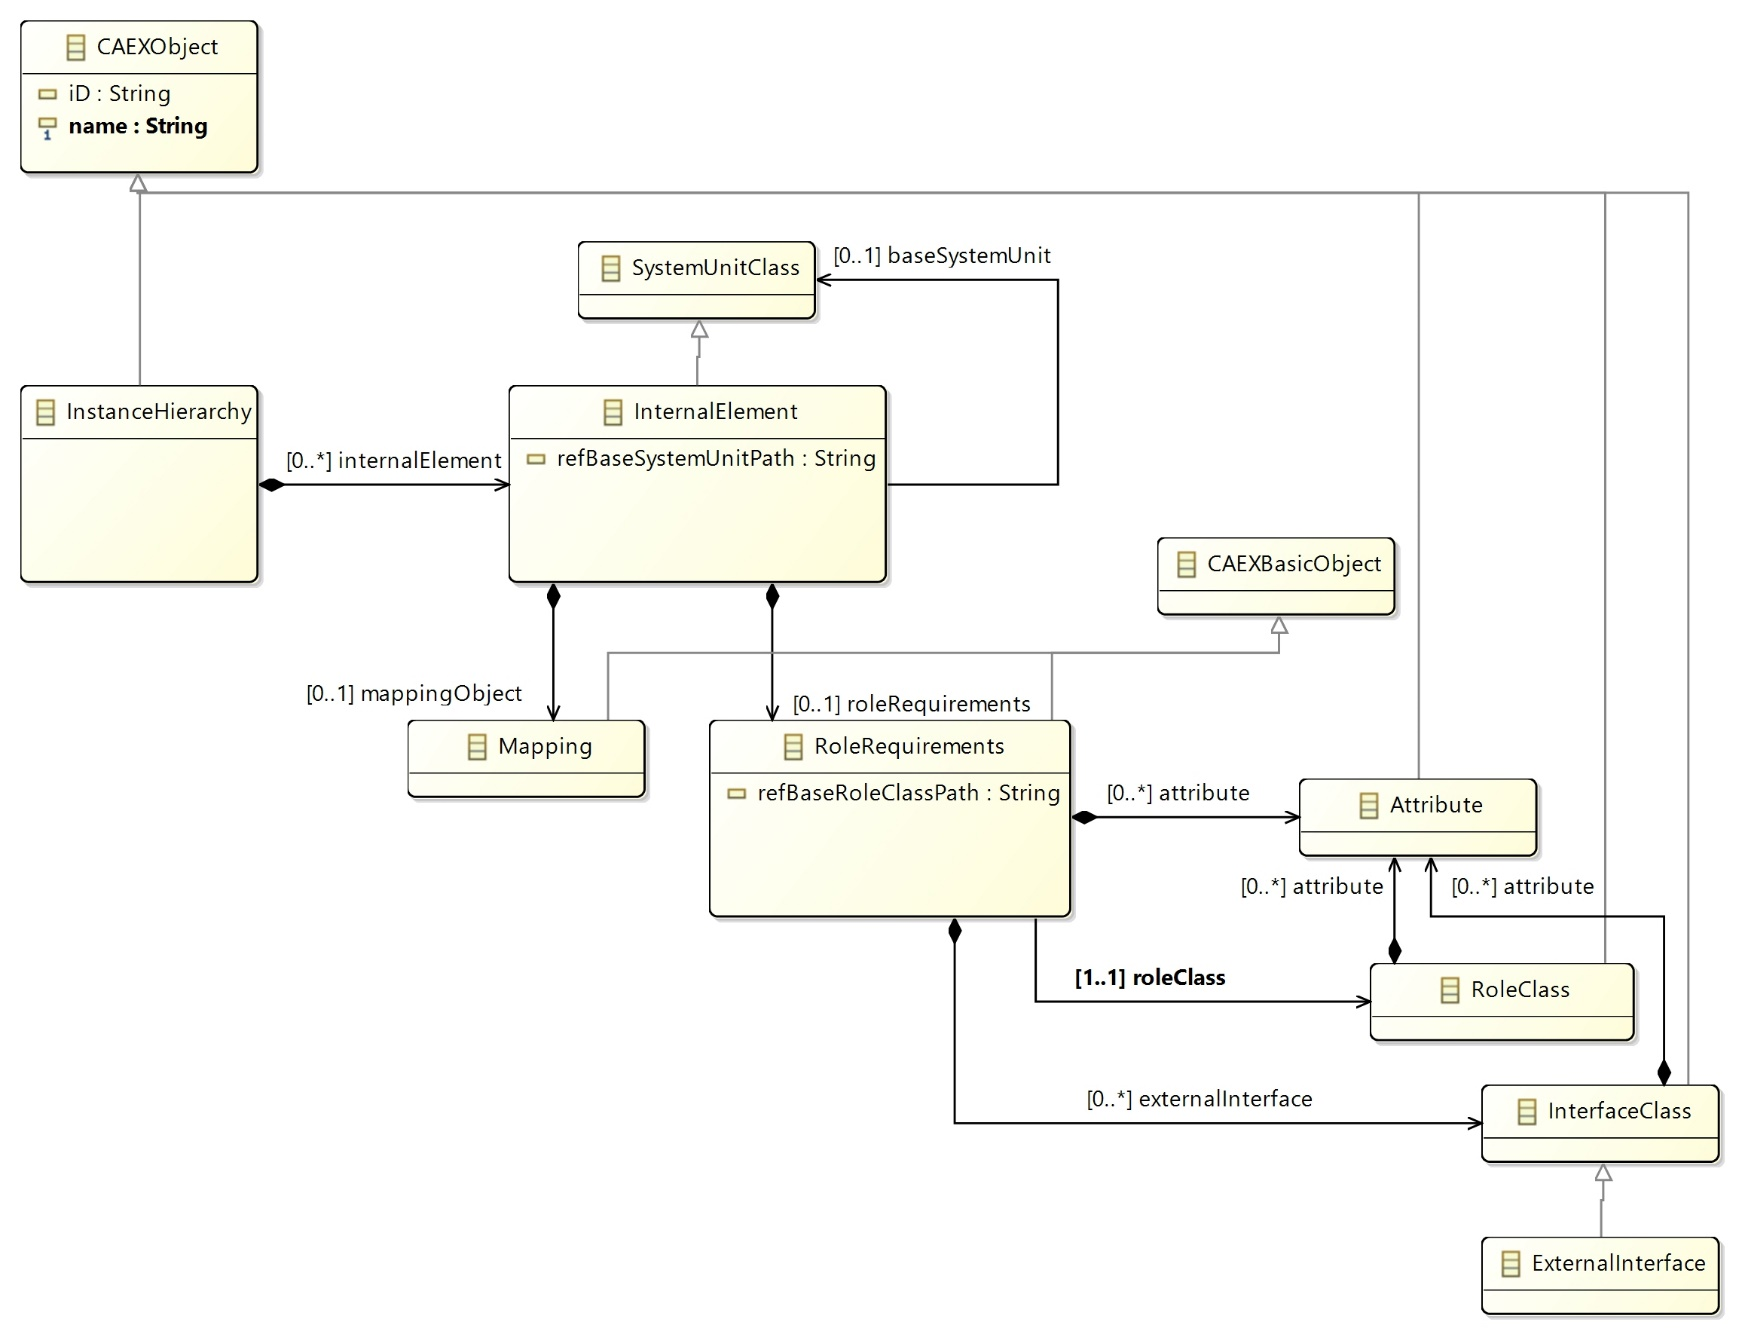 CAEXObject
iD : String
1 name : String
SystemUnitClass
[0..1] baseSystemUnit
InstanceHierarchy
[0..*] internalElement
InternalElement
refBaseSystemUnitPath : String
CAEXBasicObject
[0..1] mappingObject
[0..1] roleRequirements
Mapping
RoleRequirements
refBaseRoleClassPath : String
[0..*] attribute
Attribute
[0..*] attribute
[0..*] attribute
[1..1] roleClass
RoleClass
[0..*] externalInterface
InterfaceClass
ExternalInterface